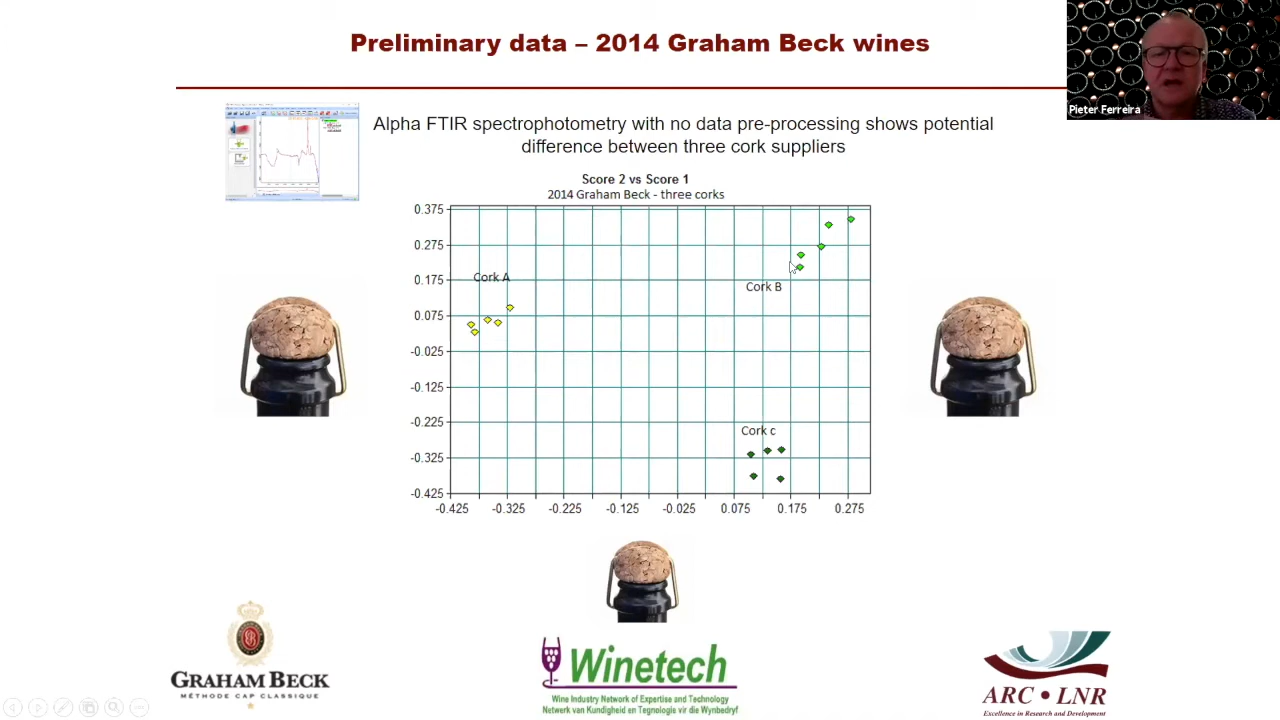 Preliminary data – 2014 Graham Beck wines
Pieter Ferreira
Alpha FTIR spectrophotometry with no data pre-processing shows potential
difference between three cork suppliers
Score 2 vs Score 1
2014 Graham Beck - three corks
0.375
0.275
0.175
0.075
-0.025
-0.125
-0.225
-0.325
-0.425
Cork A
Cork B
Cork c
-0.425 -0.325 -0.225 -0.125 -0.025 0.075 0.175 0.275
GRAHAM BECK
MÉTHODE CAP CLASSIQUE
Winetech
Wine Industry Network of Expertise and Technology
Netwerk van Kundigheid en Tegnologie vir die Wynbedryf
ARC • LNR
Excellence in Research and Development